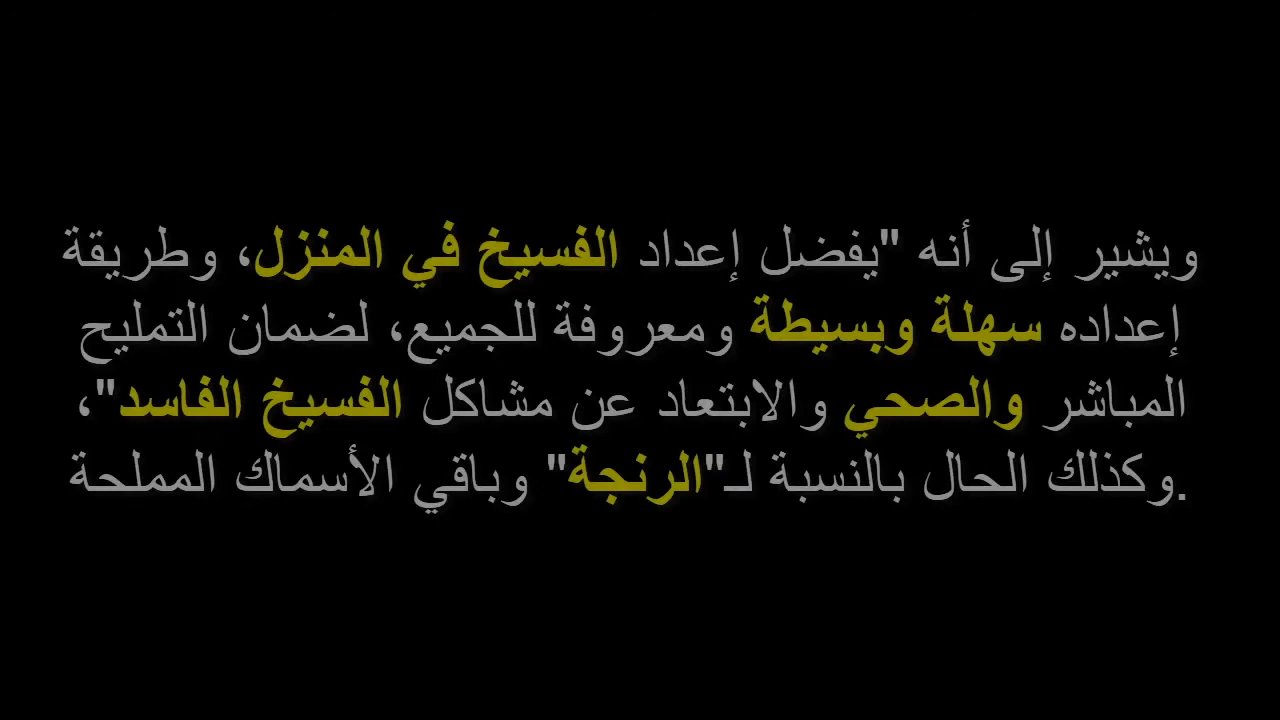 ويشير إلى أنه "يفضل إعداد الفسيخ في المنزل، وطريقة
إعداده سهلة وبسيطة ومعروفة للجميع، لضمان التمليح
المباشر والصحي والابتعاد عن مشاكل الفسيخ الفاسد"،
وكذلك الحال بالنسبة لـ"الرنجة" وباقي الأسماك المملحة.